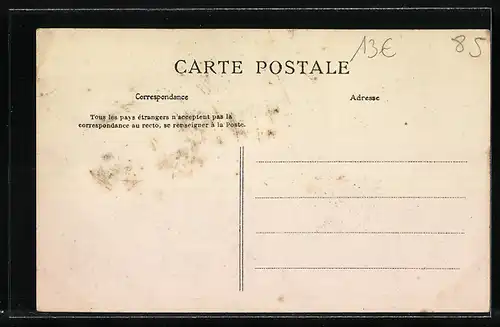 13€
85
CARTE POSTALE
Correspondance
Adresse
Tous les pays étrangers n'acceptent pas la
correspondance au recto, se renseigner à la Poste.